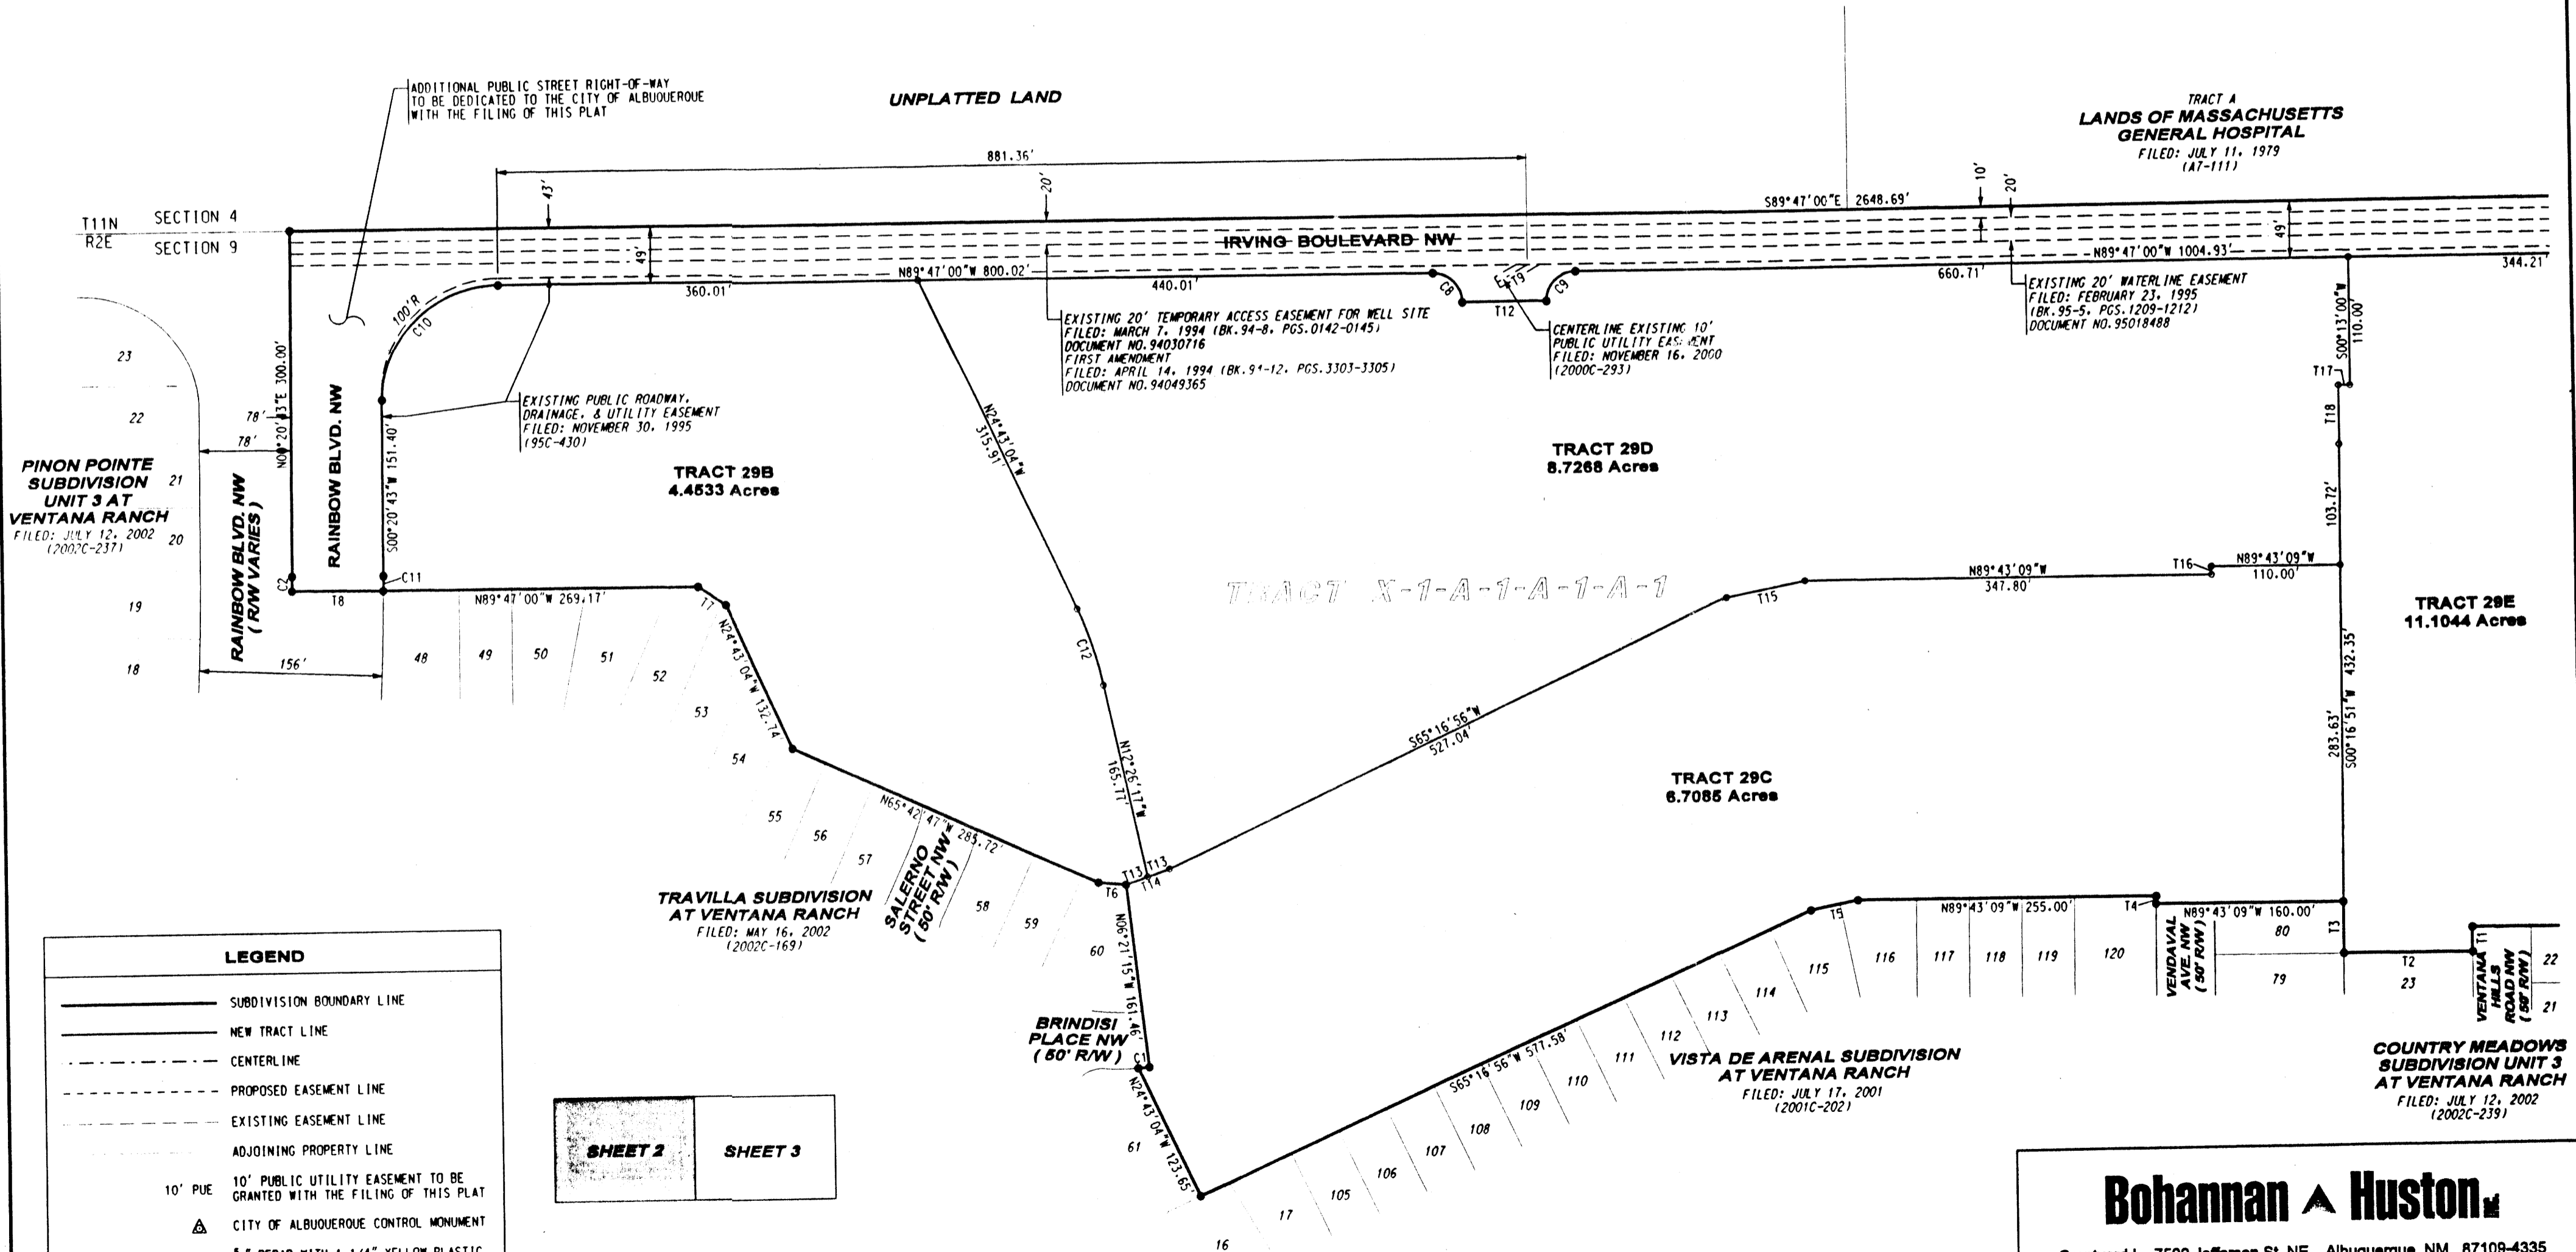 ADDITIONAL PUBLIC STREET RIGHT-OF-WAY
TO BE DEDICATED TO THE CITY OF ALBUQUERQUE
WITH THE FILING OF THIS PLAT
UNPLATTED LAND
TRACT A
LANDS OF MASSACHUSETTS
GENERAL HOSPITAL
FILED: JULY 11, 1979
(A7-111)
881.36'
43'
20'
10'
20'
S89°47'00"E 2648.69'
T11N
R2E
SECTION 4
SECTION 9
49'
IRVING BOULEVARD NW
49'
N89°47'00"W 1004.93'
N89°47'00"W 800.02'
360.01'
440.01'
660.71'
344.21'
100'R
C10
C8
T9
C9
T12
EXISTING 20' TEMPORARY ACCESS EASEMENT FOR WELL SITE
FILED: MARCH 7, 1994 (BK.94-8, PGS.0142-0145)
DOCUMENT NO. 94030716
FIRST AMENDMENT
FILED: APRIL 14, 1994 (BK.94-12, PGS.3303-3305)
DOCUMENT NO. 94049365
CENTERLINE EXISTING 10'
PUBLIC UTILITY EASEMENT
FILED: NOVEMBER 16, 2000
(2000C-293)
EXISTING 20' WATERLINE EASEMENT
FILED: FEBRUARY 23, 1995
(BK.95-5, PGS.1209-1212)
DOCUMENT NO.95018488
S00°13'00"W
110.00'
T17
T18
103.72'
EXISTING PUBLIC ROADWAY,
DRAINAGE, & UTILITY EASEMENT
FILED: NOVEMBER 30, 1995
(95C-430)
23
22
21
20
19
18
78'
78'
N00°20'43"E 300.00'
RAINBOW BLVD. NW
S00°20'43"W 151.40'
PINON POINTE
SUBDIVISION
UNIT 3 AT
VENTANA RANCH
FILED: JULY 12, 2002
(2002C-237)
RAINBOW BLVD. NW
(R/W VARIES)
156'
C2
T8
C11
N89°47'00"W 269.17'
T7
TRACT 29B
4.4533 Acres
N24°43'04"W
315.91'
TRACT 29D
8.7268 Acres
TRACT X-1-A-1-A-1-A-1
C12
N12°26'17"W
165.77'
S65°16'56"W
527.04'
T15
N89°43'09"W
347.80'
T16
N89°43'09"W
110.00'
TRACT 29E
11.1044 Acres
283.63'
S00°16'51"W 432.35'
TRACT 29C
6.7085 Acres
48
49
50
51
52
53
54
55
56
57
58
59
60
61
N24°43'04"W 132.74'
N65°42'47"W 285.72'
SALERNO
STREET NW
(50' R/W)
TRAVILLA SUBDIVISION
AT VENTANA RANCH
FILED: MAY 16, 2002
(2002C-169)
T6
T13
T13
T14
N06°21'15"W 161.46'
BRINDISI
PLACE NW
(50' R/W)
C1
N24°43'04"W 123.65'
S65°16'56"W 577.58'
T5
N89°43'09"W 255.00'
T4
N89°43'09"W 160.00'
T3
T2
T1
16
17
105
106
107
108
109
110
111
112
113
114
115
116
117
118
119
120
VENDAVAL
AVE. NW
(50' R/W)
80
79
23
VENTANA
HILLS
ROAD NW
(50' R/W)
22
21
VISTA DE ARENAL SUBDIVISION
AT VENTANA RANCH
FILED: JULY 17, 2001
(2001C-202)
COUNTRY MEADOWS
SUBDIVISION UNIT 3
AT VENTANA RANCH
FILED: JULY 12, 2002
(2002C-239)
LEGEND
SUBDIVISION BOUNDARY LINE
NEW TRACT LINE
CENTERLINE
PROPOSED EASEMENT LINE
EXISTING EASEMENT LINE
ADJOINING PROPERTY LINE
10' PUE 10' PUBLIC UTILITY EASEMENT TO BE
GRANTED WITH THE FILING OF THIS PLAT
CITY OF ALBUQUERQUE CONTROL MONUMENT
SHEET 2
SHEET 3
Bohannan Huston
Jefferson St. NE Albuquerque, NM 87109-4335